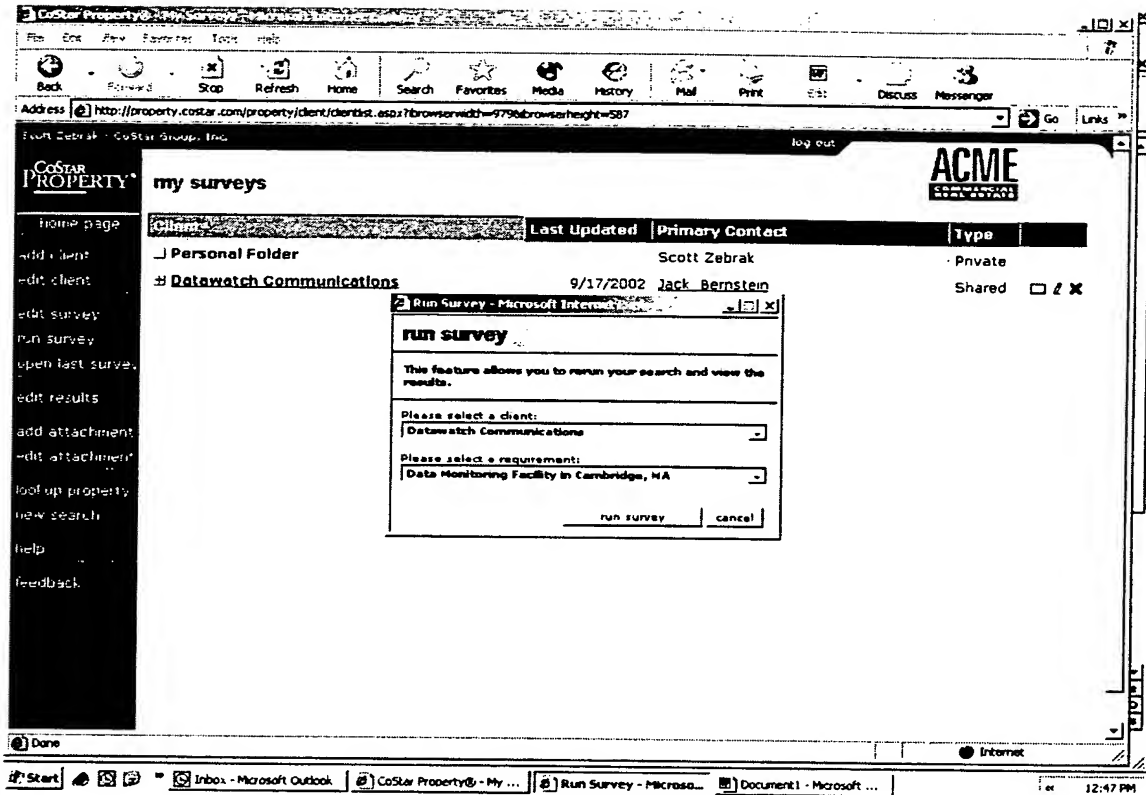 CoStar Property® - My Surveys -
File Edit View Favorites Tools Help
Back Forward Stop Refresh Home Search Favorites Media History Mail Print Edit Discuss Messenger
Address http://property.costar.com/property/client/clientlist.aspx?browserwidth=979&browserheight=587 Go Links »
Scott Zebrak - CoStar Group, Inc. log out
COSTAR PROPERTY® my surveys ACME COMMERCIAL REAL ESTATE
home page
add client
edit client
edit survey
run survey
open last survey
edit results
add attachment
edit attachment
look up property
new search
help
feedback
Client Last Updated Primary Contact Type
Personal Folder Scott Zebrak Private
Datawatch Communications 9/17/2002 Jack Bernstein Shared
Run Survey - Microsoft Internet
run survey
This feature allows you to rerun your search and view the
results.
Please select a client:
Datawatch Communications
Please select a requirement:
Data Monitoring Facility in Cambridge, MA
run survey cancel
Done Internet
Start Inbox - Microsoft Outlook CoStar Property® - My ... Run Survey - Microso... Document1 - Microsoft ... 12:47 PM